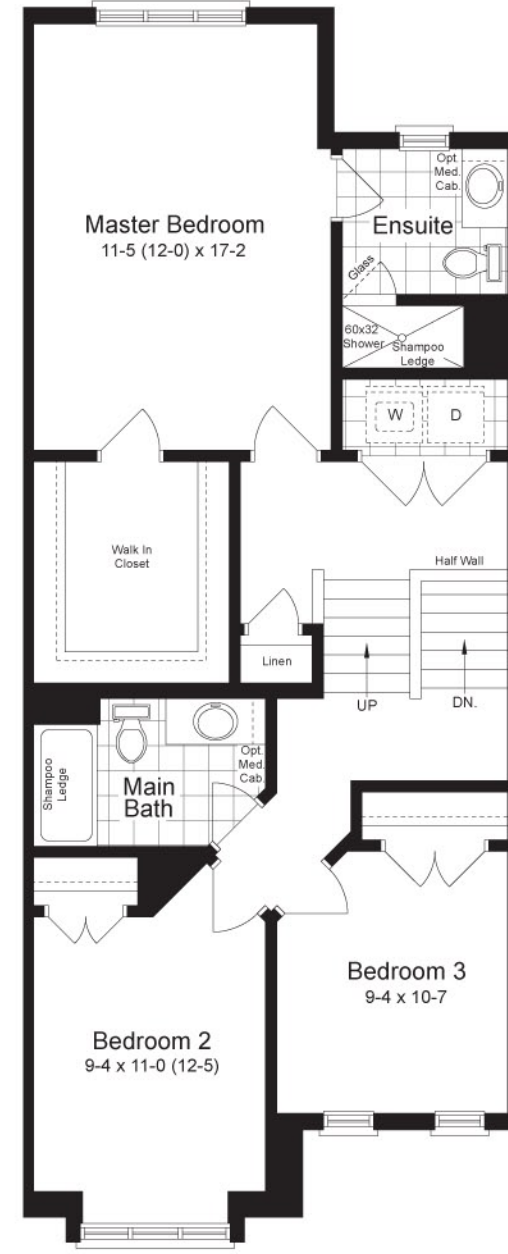 Opt.
Med.
Cab.
Master Bedroom
11-5 (12-0) x 17-2
Ensuite
Glass
60x32
Shower
Shampoo
Ledge
W
D
Walk In
Closet
Half Wall
Linen
UP
DN.
Shampoo
Ledge
Main
Bath
Opt.
Med.
Cab.
Bedroom 3
9-4 x 10-7
Bedroom 2
9-4 x 11-0 (12-5)